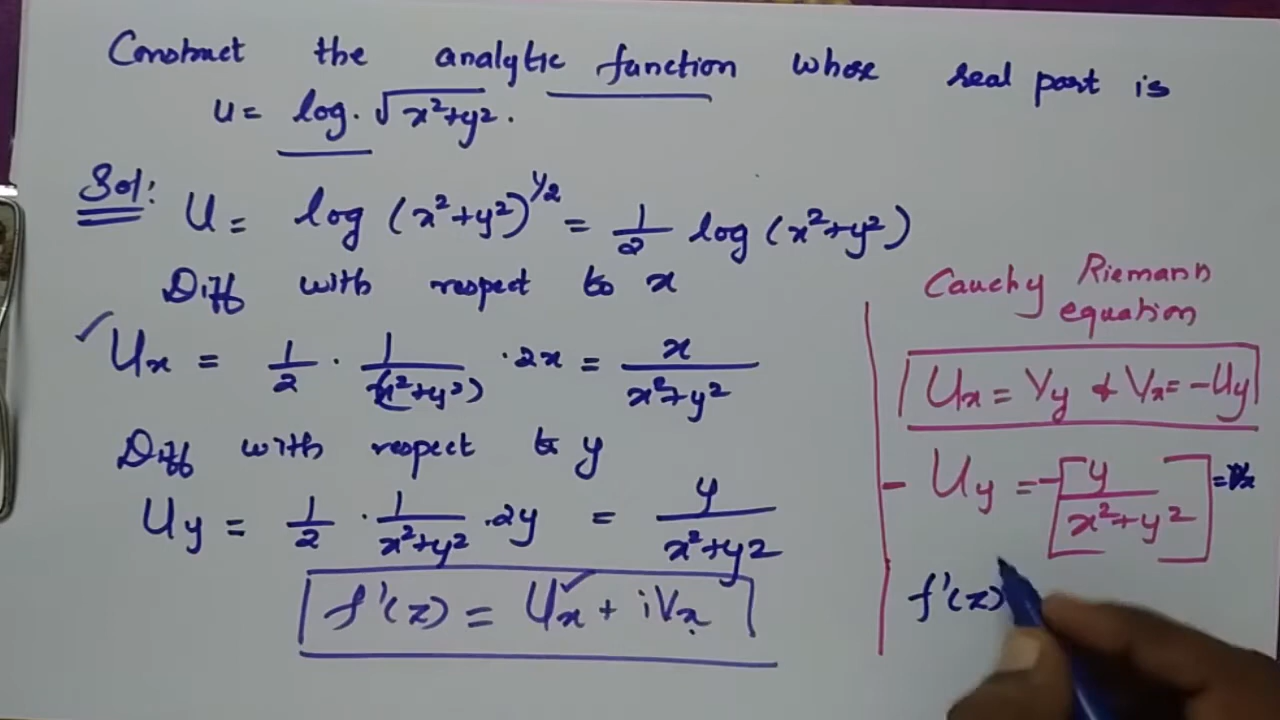 Construct the analytic function whose real part is
u = log. √x²+y².
Sol: U = log (x²+y²)^1/2 = 1/2 log (x²+y²)
Diff with respect to x
✓ Ux = 1/2 · 1/(x²+y²) · 2x = x/x²+y²
Diff with respect to y
Uy = 1/2 · 1/x²+y² · 2y = y/x²+y²
f'(z) = Ux ✓ + iVx
Cauchy Riemann
equation
Ux = Vy & Vx = -Uy
- Uy = -[y/x²+y²] = Vx
f'(z)